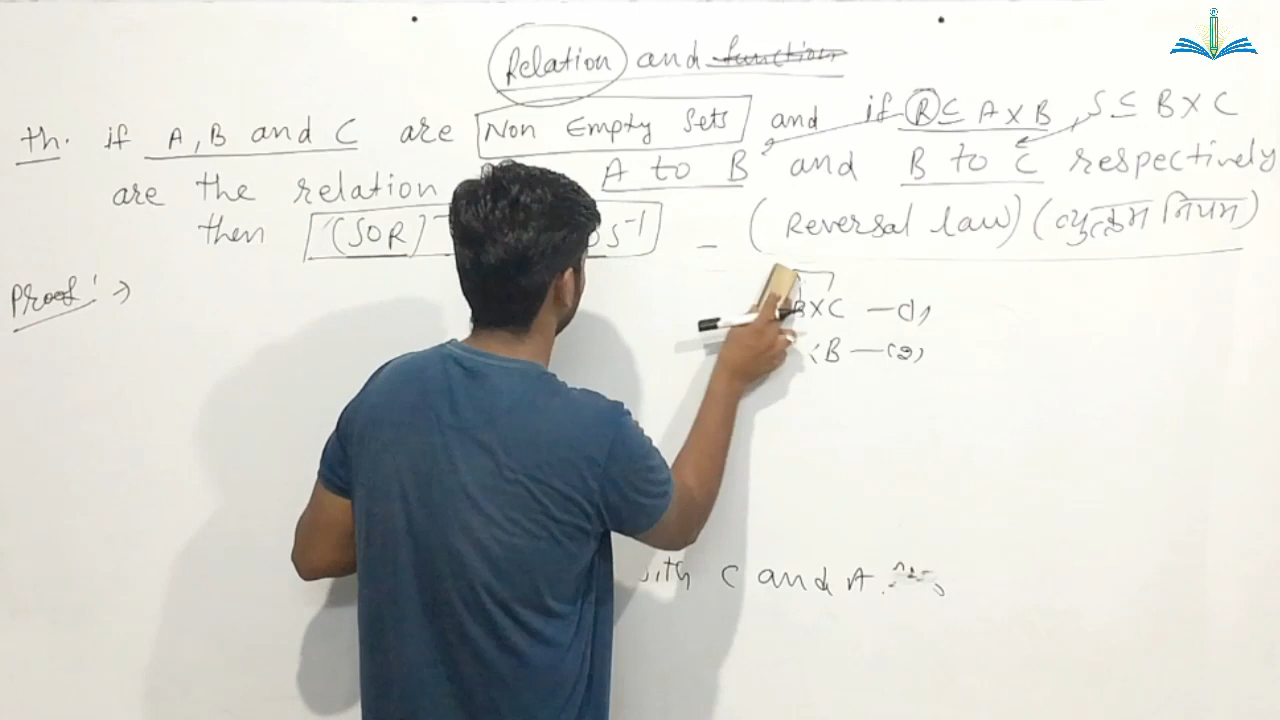 Relation and function
th. if A, B and C are Non Empty Sets and if R ⊆ A X B, S ⊆ B X C
are the relation A to B and B to C respectively
then (SOR)⁻ S⁻¹ – (Reversal law) (व्युत्क्रम नियम)
Proof :→
BXC — (1)
B — (2)
with C and A.